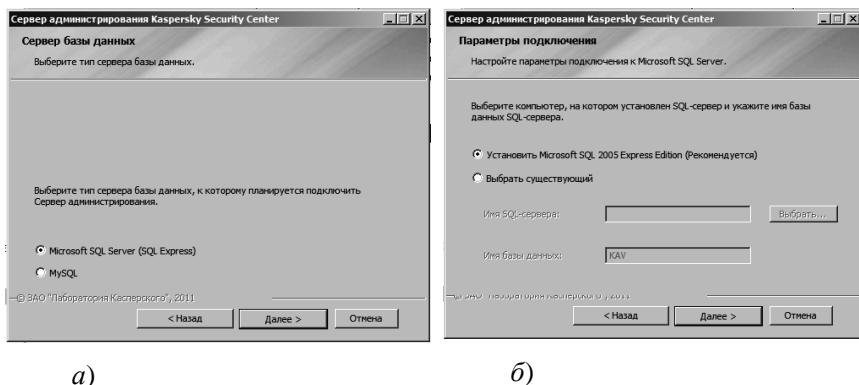 Сервер администрирования Kaspersky Security Center
Сервер базы данных
Выберите тип сервера базы данных.
Выберите тип сервера базы данных, к которому планируется подключить
Сервер администрирования.
Microsoft SQL Server (SQL Express)
MySQL
© ЗАО "Лаборатория Касперского", 2011
< Назад
Далее >
Отмена
а)
Сервер администрирования Kaspersky Security Center
Параметры подключения
Настройте параметры подключения к Microsoft SQL Server.
Выберите компьютер, на котором установлен SQL-сервер и укажите имя базы
данных SQL-сервера.
Установить Microsoft SQL 2005 Express Edition (Рекомендуется)
Выбрать существующий
Имя SQL-сервера:
Выбрать...
Имя базы данных:
KAV
© ЗАО "Лаборатория Касперского", 2011
< Назад
Далее >
Отмена
б)